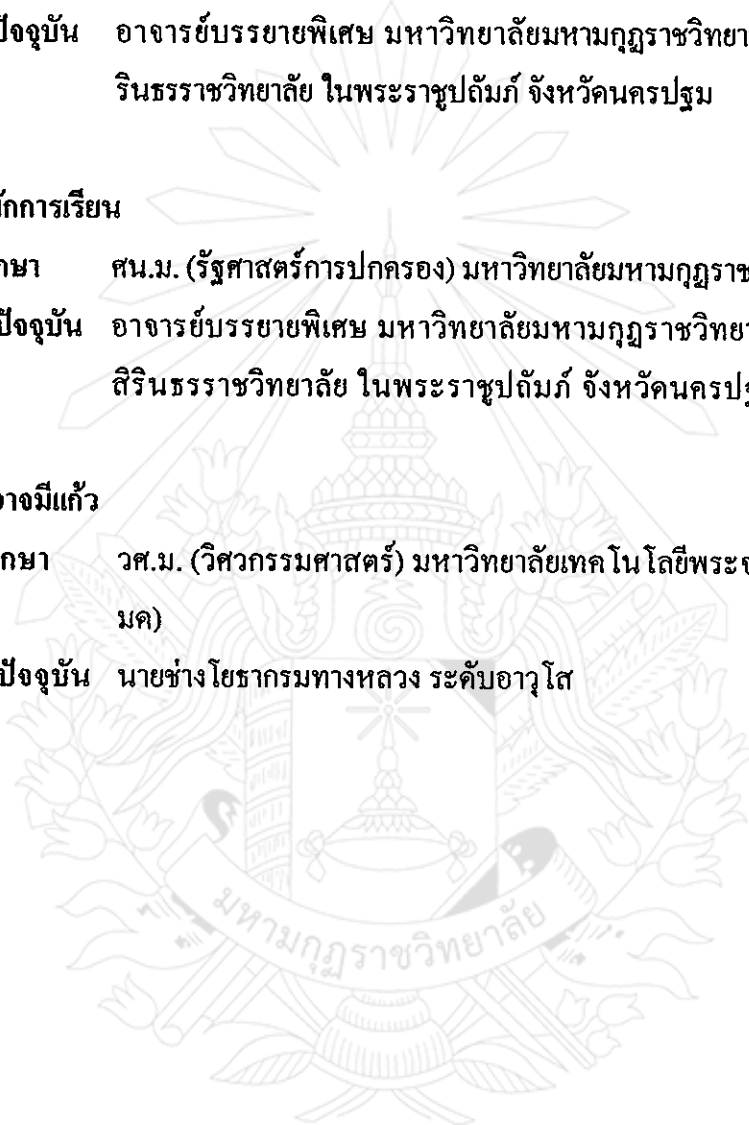 ปัจจุบัน อาจารย์บรรยายพิเศษ มหาวิทยาลัยมหามกุฏราชวิทยา
รินธรราชวิทยาลัย ในพระราชูปถัมภ์ จังหวัดนครปฐม
ักการเรียน
กษา ศน.ม. (รัฐศาสตร์การปกครอง) มหาวิทยาลัยมหามกุฏราช
ปัจจุบัน อาจารย์บรรยายพิเศษ มหาวิทยาลัยมหามกุฏราชวิทยา
สิรินธรราชวิทยาลัย ในพระราชูปถัมภ์ จังหวัดนครปฐ
อาจมีแก้ว
กษา วศ.ม. (วิศวกรรมศาสตร์) มหาวิทยาลัยเทคโนโลยีพระจ
มค)
ปัจจุบัน นายช่างโยธากรมทางหลวง ระดับอาวุโส
มหามกุฏราชวิทยาลัย